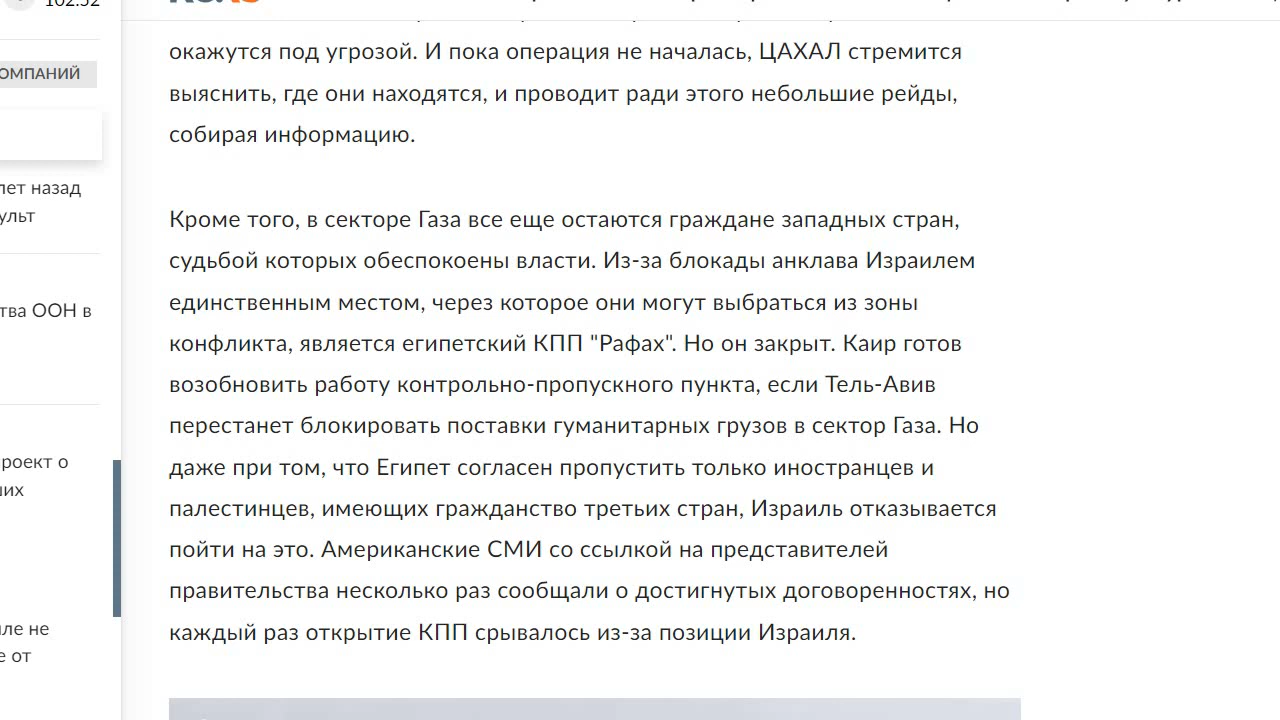 102.52
ОМПАНИЙ
лет назад
ульт
тва ООН в
роект о
их
ле не
е от
окажутся под угрозой. И пока операция не началась, ЦАХАЛ стремится
выяснить, где они находятся, и проводит ради этого небольшие рейды,
собирая информацию.
Кроме того, в секторе Газа все еще остаются граждане западных стран,
судьбой которых обеспокоены власти. Из-за блокады анклава Израилем
единственным местом, через которое они могут выбраться из зоны
конфликта, является египетский КПП "Рафах". Но он закрыт. Каир готов
возобновить работу контрольно-пропускного пункта, если Тель-Авив
перестанет блокировать поставки гуманитарных грузов в сектор Газа. Но
даже при том, что Египет согласен пропустить только иностранцев и
палестинцев, имеющих гражданство третьих стран, Израиль отказывается
пойти на это. Американские СМИ со ссылкой на представителей
правительства несколько раз сообщали о достигнутых договоренностях, но
каждый раз открытие КПП срывалось из-за позиции Израиля.